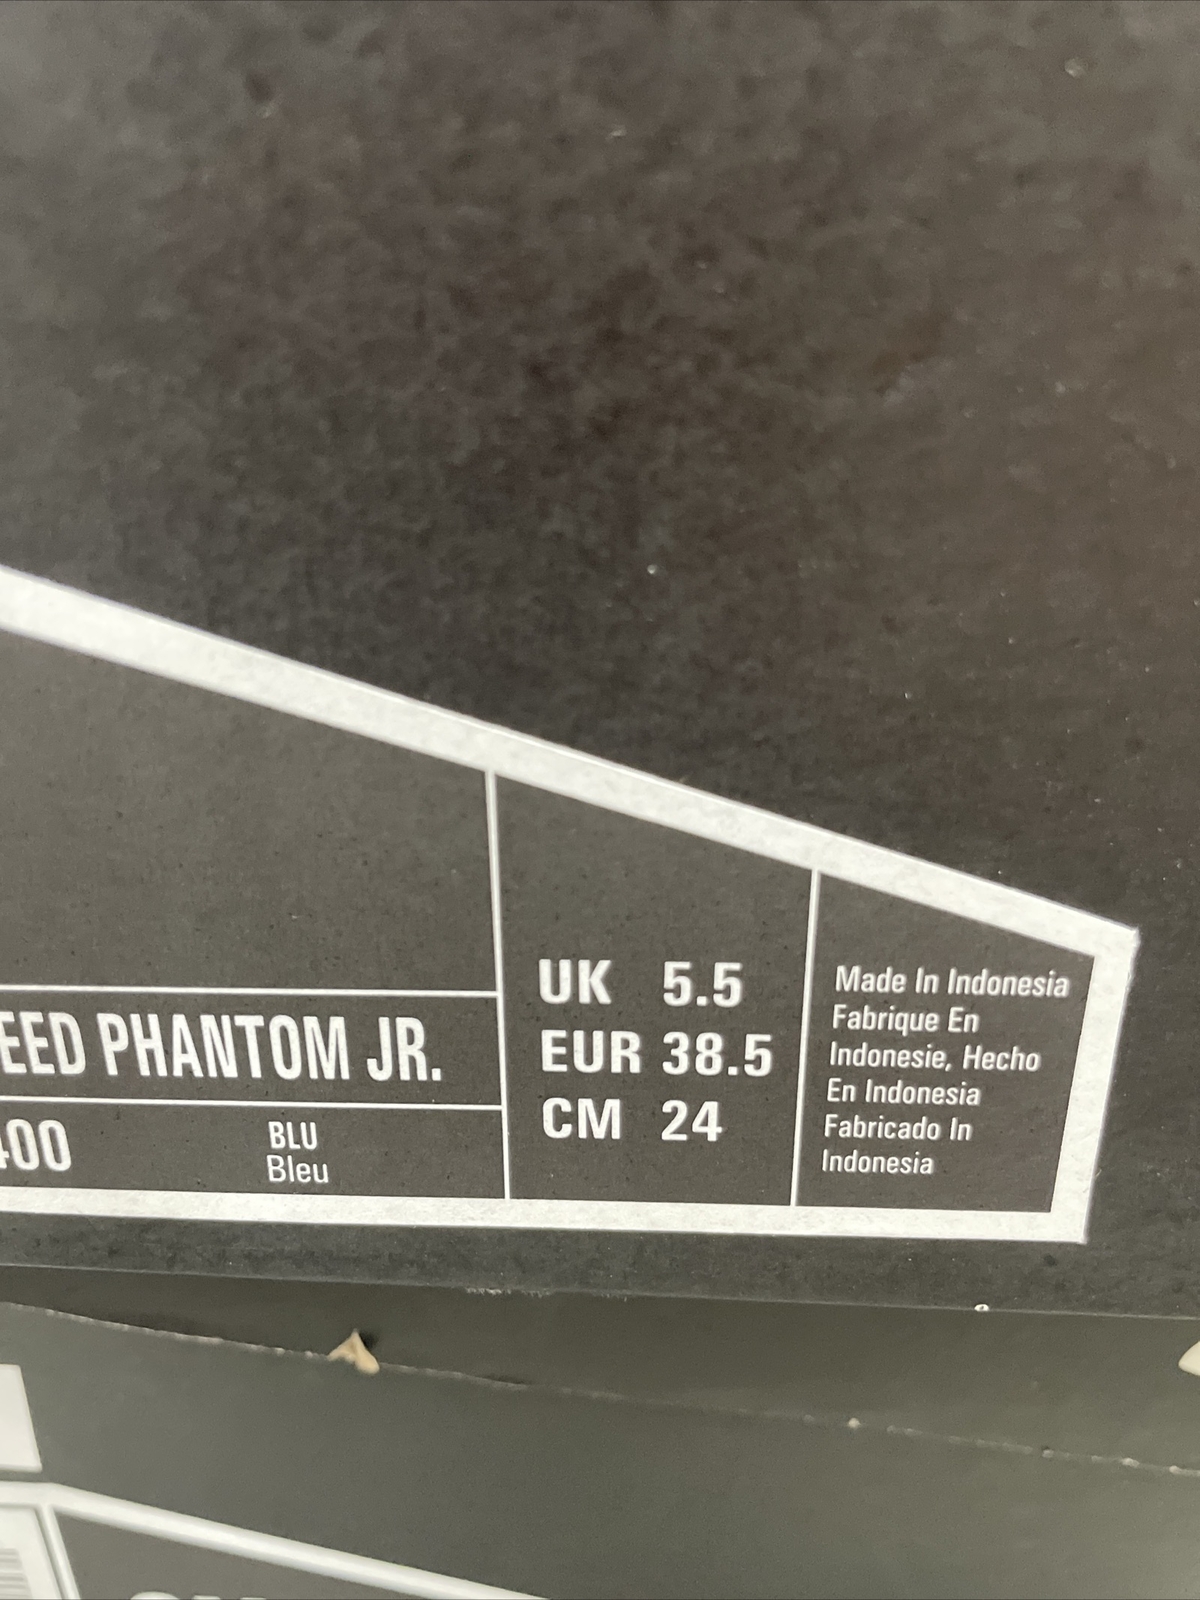 EED PHANTOM JR.
400
BLU
Bleu
UK 5.5
EUR 38.5
CM 24
Made In Indonesia
Fabrique En
Indonesie, Hecho
En Indonesia
Fabricado In
Indonesia